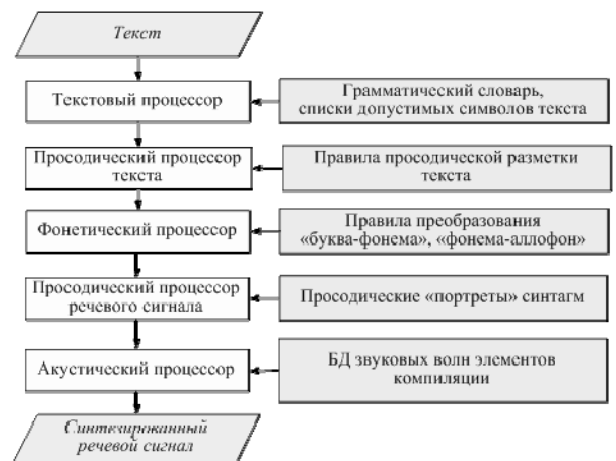 Текст
Текстовый процессор
Грамматический словарь,
списки допустимых символов текста
Просодический процессор
текста
Правила просодической разметки
текста
Фонетический процессор
Правила преобразования
«буква-фонема», «фонема-аллофон»
Просодический процессор
речевого сигнала
Просодические «портреты» синтагм
Акустический процессор
БД звуковых волн элементов
компиляции
Синтезированный
речевой сигнал